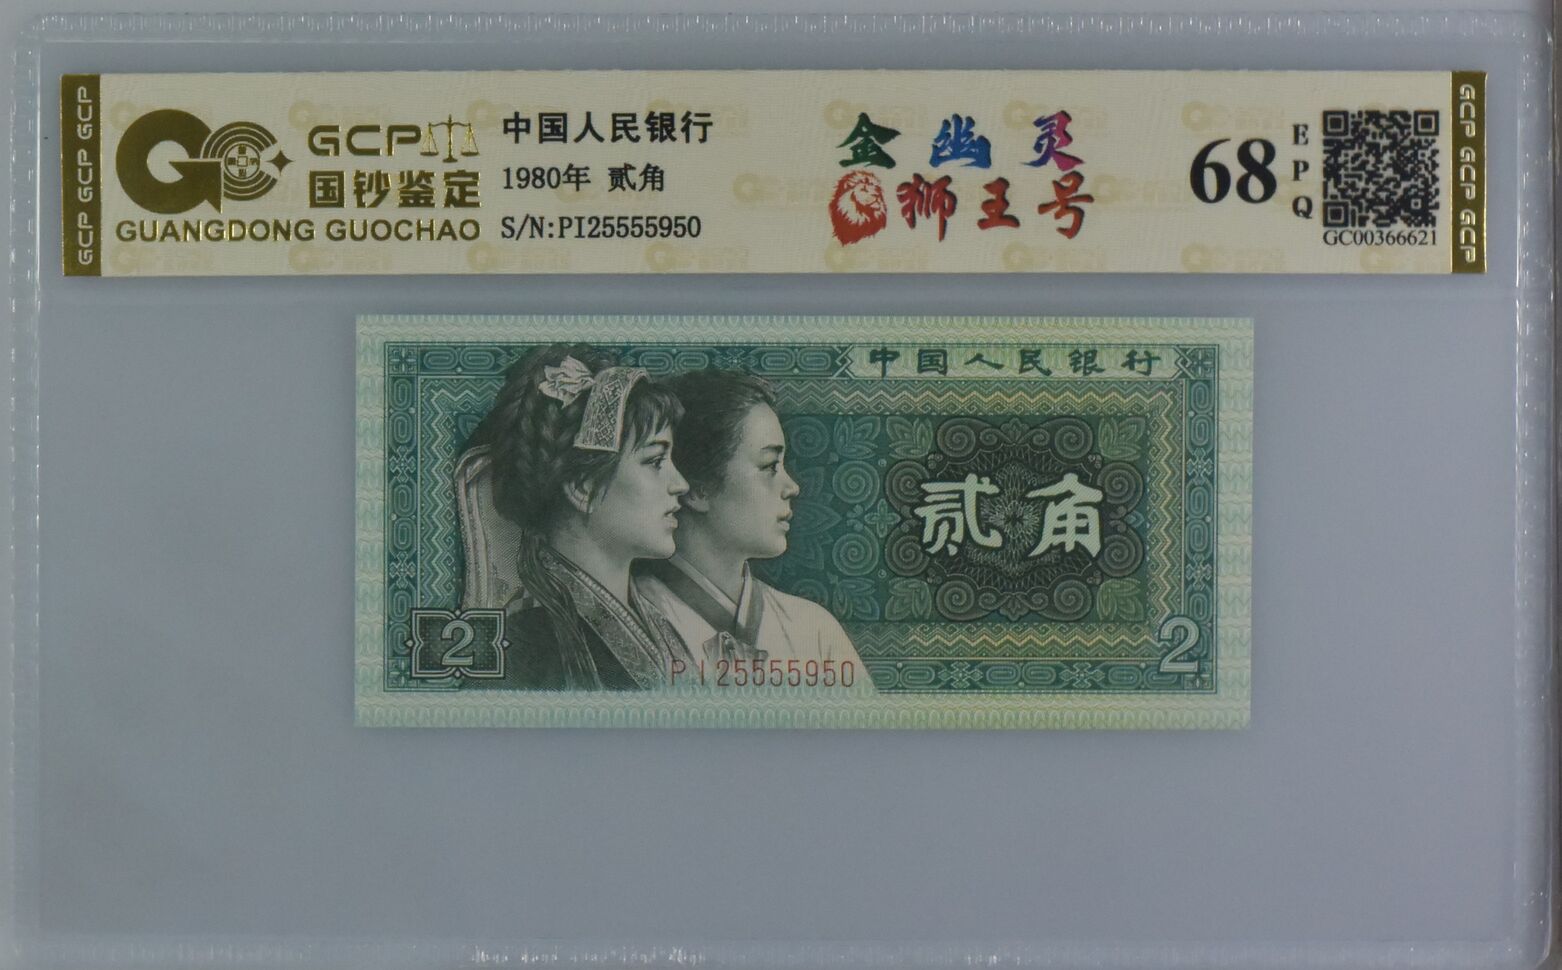 GCP GCP GCP
GCP
国钞鉴定
GUANGDONG GUOCHAO
中国人民银行
1980年 贰角
S/N:PI25555950
金幽灵
狮王号
68
EPQ
GC00366621
GCP GCP GCP
中国人民银行
贰角
2
2
PI25555950